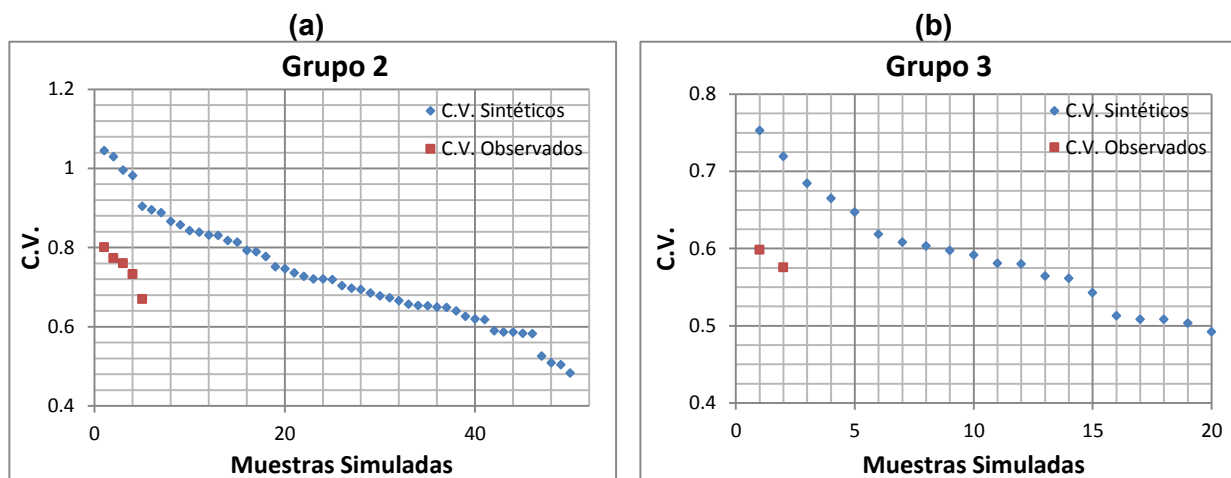 (a)
Grupo 2
1.2
1
0.8
0.6
0.4
C.V.
C.V. Sintéticos
C.V. Observados
0
20
40
Muestras Simuladas
(b)
Grupo 3
0.8
0.7
0.6
0.5
0.4
C.V.
C.V. Sintéticos
C.V. Observados
0
5
10
15
20
Muestras Simuladas